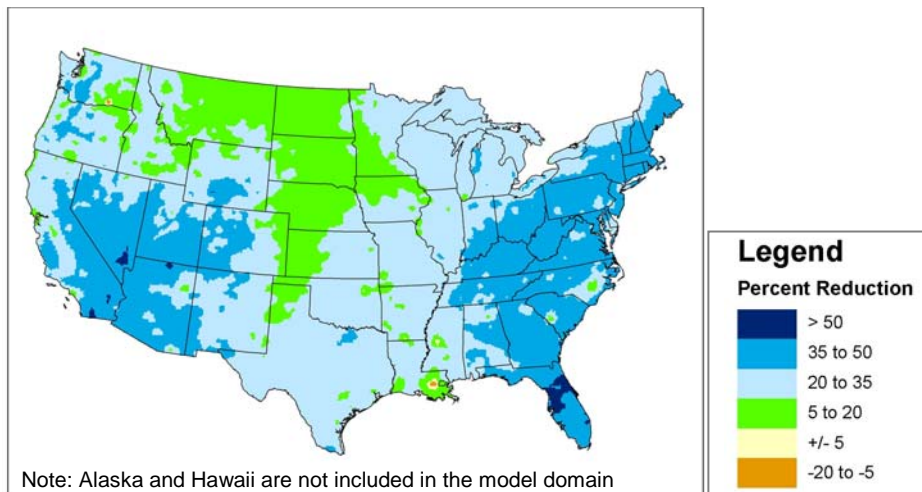 Note: Alaska and Hawaii are not included in the model domain
Legend
Percent Reduction
> 50
35 to 50
20 to 35
5 to 20
+/- 5
-20 to -5